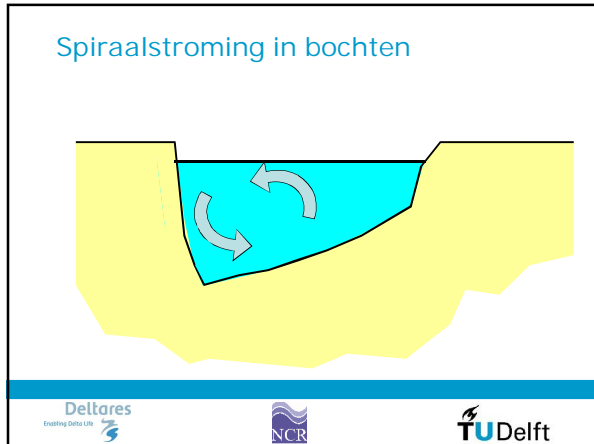 Spiraalstroming in bochten
Deltares
Enabling Delta Life
NCR
TUDelft